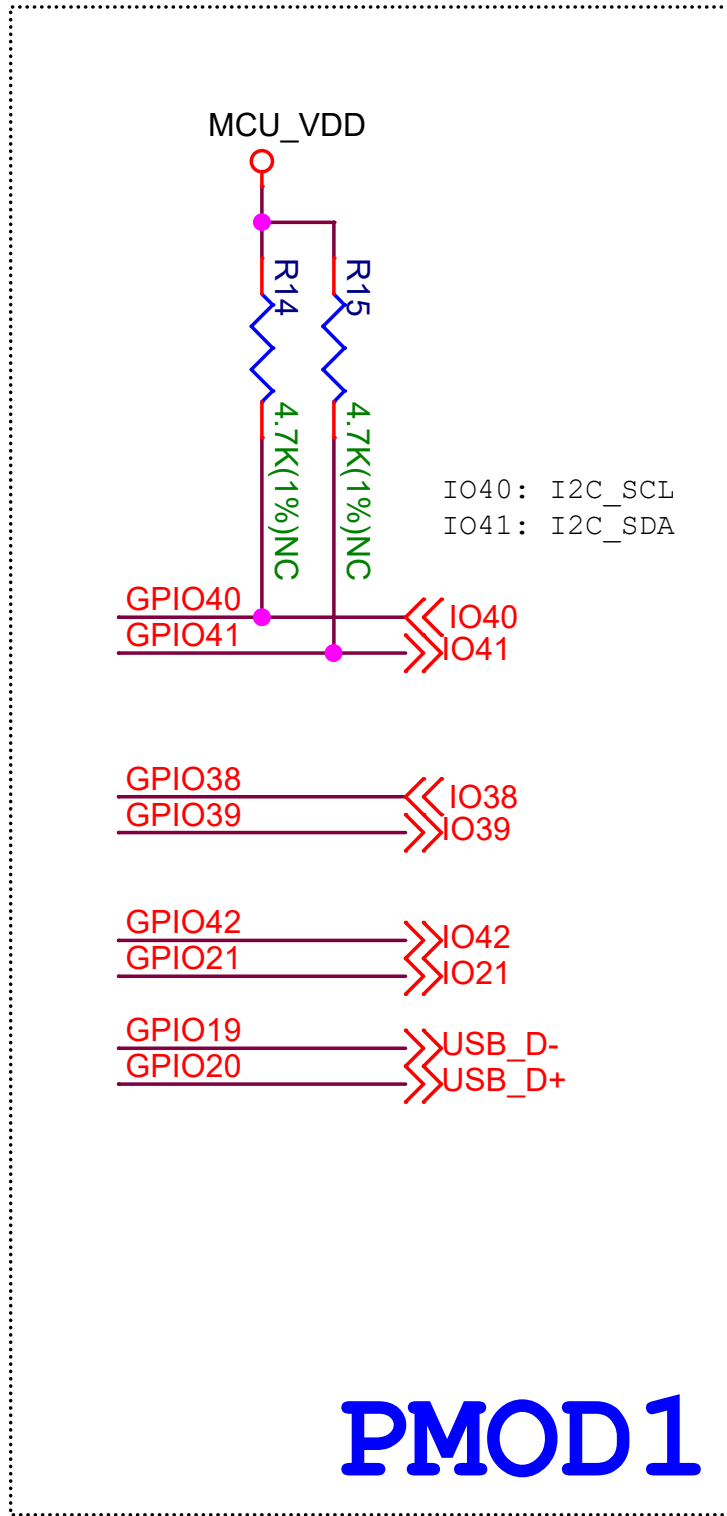 MCU_VDD
R14
R15
4.7K(1%)NC
4.7K(1%)NC
IO40: I2C_SCL
IO41: I2C_SDA
GPIO40
IO40
GPIO41
IO41
GPIO38
IO38
GPIO39
IO39
GPIO42
IO42
GPIO21
IO21
GPIO19
USB_D-
GPIO20
USB_D+
PMOD1